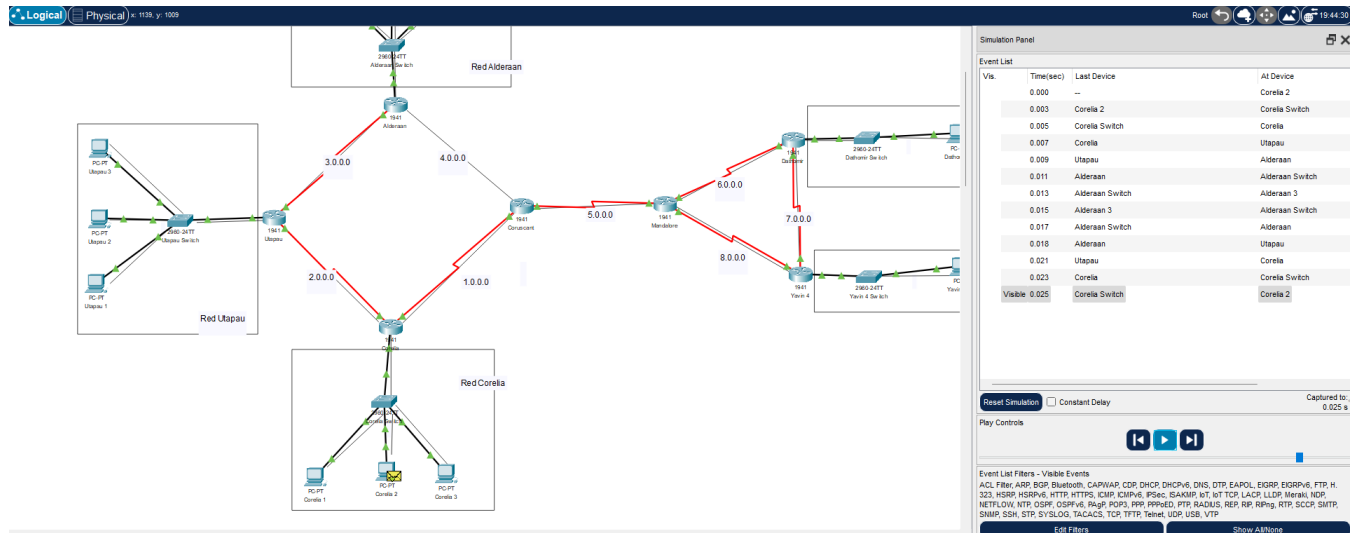 Logical
Physical
x: 1139, y: 1009
Root
19:44:30
2960-24TT
Alderaan Switch
Red Alderaan
1941
Alderaan
3.0.0.0
4.0.0.0
PC-PT
Utapau 3
PC-PT
Utapau 2
PC-PT
Utapau 1
2960-24TT
Utapau Switch
1941
Utapau
Red Utapau
2.0.0.0
1.0.0.0
1941
Coruscant
5.0.0.0
1941
Mandalore
6.0.0.0
7.0.0.0
8.0.0.0
1941
Dathomir
2960-24TT
Dathomir Switch
PC-
Datho
1941
Yavin 4
2960-24TT
Yavin 4 Switch
PC
Yavi
1941
Corelia
Red Corelia
2960-24TT
Corelia Switch
PC-PT
Corelia 1
PC-PT
Corelia 2
PC-PT
Corelia 3
Simulation Panel
Event List
Vis. Time(sec) Last Device At Device
0.000 -- Corelia 2
0.003 Corelia 2 Corelia Switch
0.005 Corelia Switch Corelia
0.007 Corelia Utapau
0.009 Utapau Alderaan
0.011 Alderaan Alderaan Switch
0.013 Alderaan Switch Alderaan 3
0.015 Alderaan 3 Alderaan Switch
0.017 Alderaan Switch Alderaan
0.018 Alderaan Utapau
0.021 Utapau Corelia
0.023 Corelia Corelia Switch
Visible 0.025 Corelia Switch Corelia 2
Reset Simulation
Constant Delay
Captured to:
0.025 s
Play Controls
Event List Filters - Visible Events
ACL Filter, ARP, BGP, Bluetooth, CAPWAP, CDP, DHCP, DHCPv6, DNS, DTP, EAPOL, EIGRP, EIGRPv6, FTP, H.
323, HSRP, HSRPv6, HTTP, HTTPS, ICMP, ICMPv6, IPSec, ISAKMP, IoT, IoT TCP, LACP, LLDP, Meraki, NDP,
NETFLOW, NTP, OSPF, OSPFv6, PAgP, POP3, PPP, PPPoED, PTP, RADIUS, REP, RIP, RIPng, RTP, SCCP, SMTP,
SNMP, SSH, STP, SYSLOG, TACACS, TCP, TFTP, Telnet, UDP, USB, VTP
Edit Filters
Show All/None